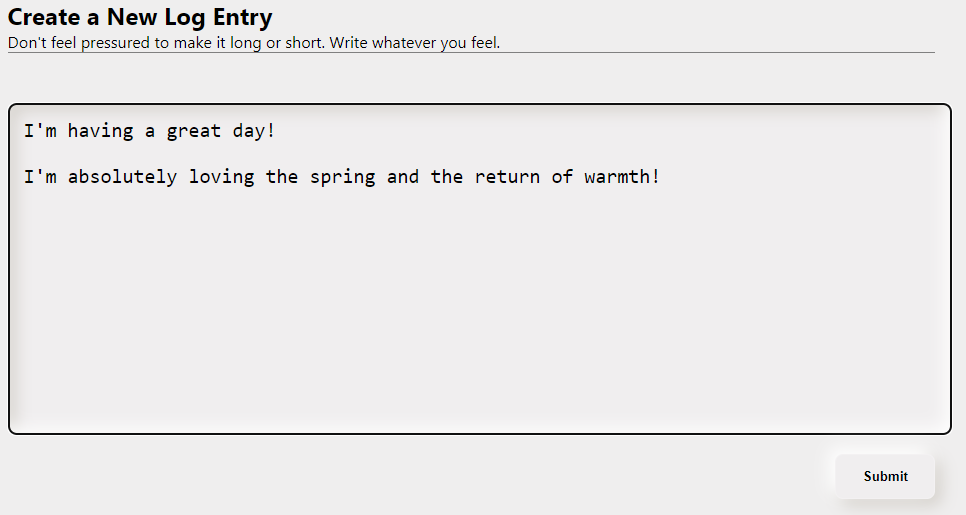 Create a New Log Entry
Don't feel pressured to make it long or short. Write whatever you feel.
I'm having a great day!
I'm absolutely loving the spring and the return of warmth!
Submit